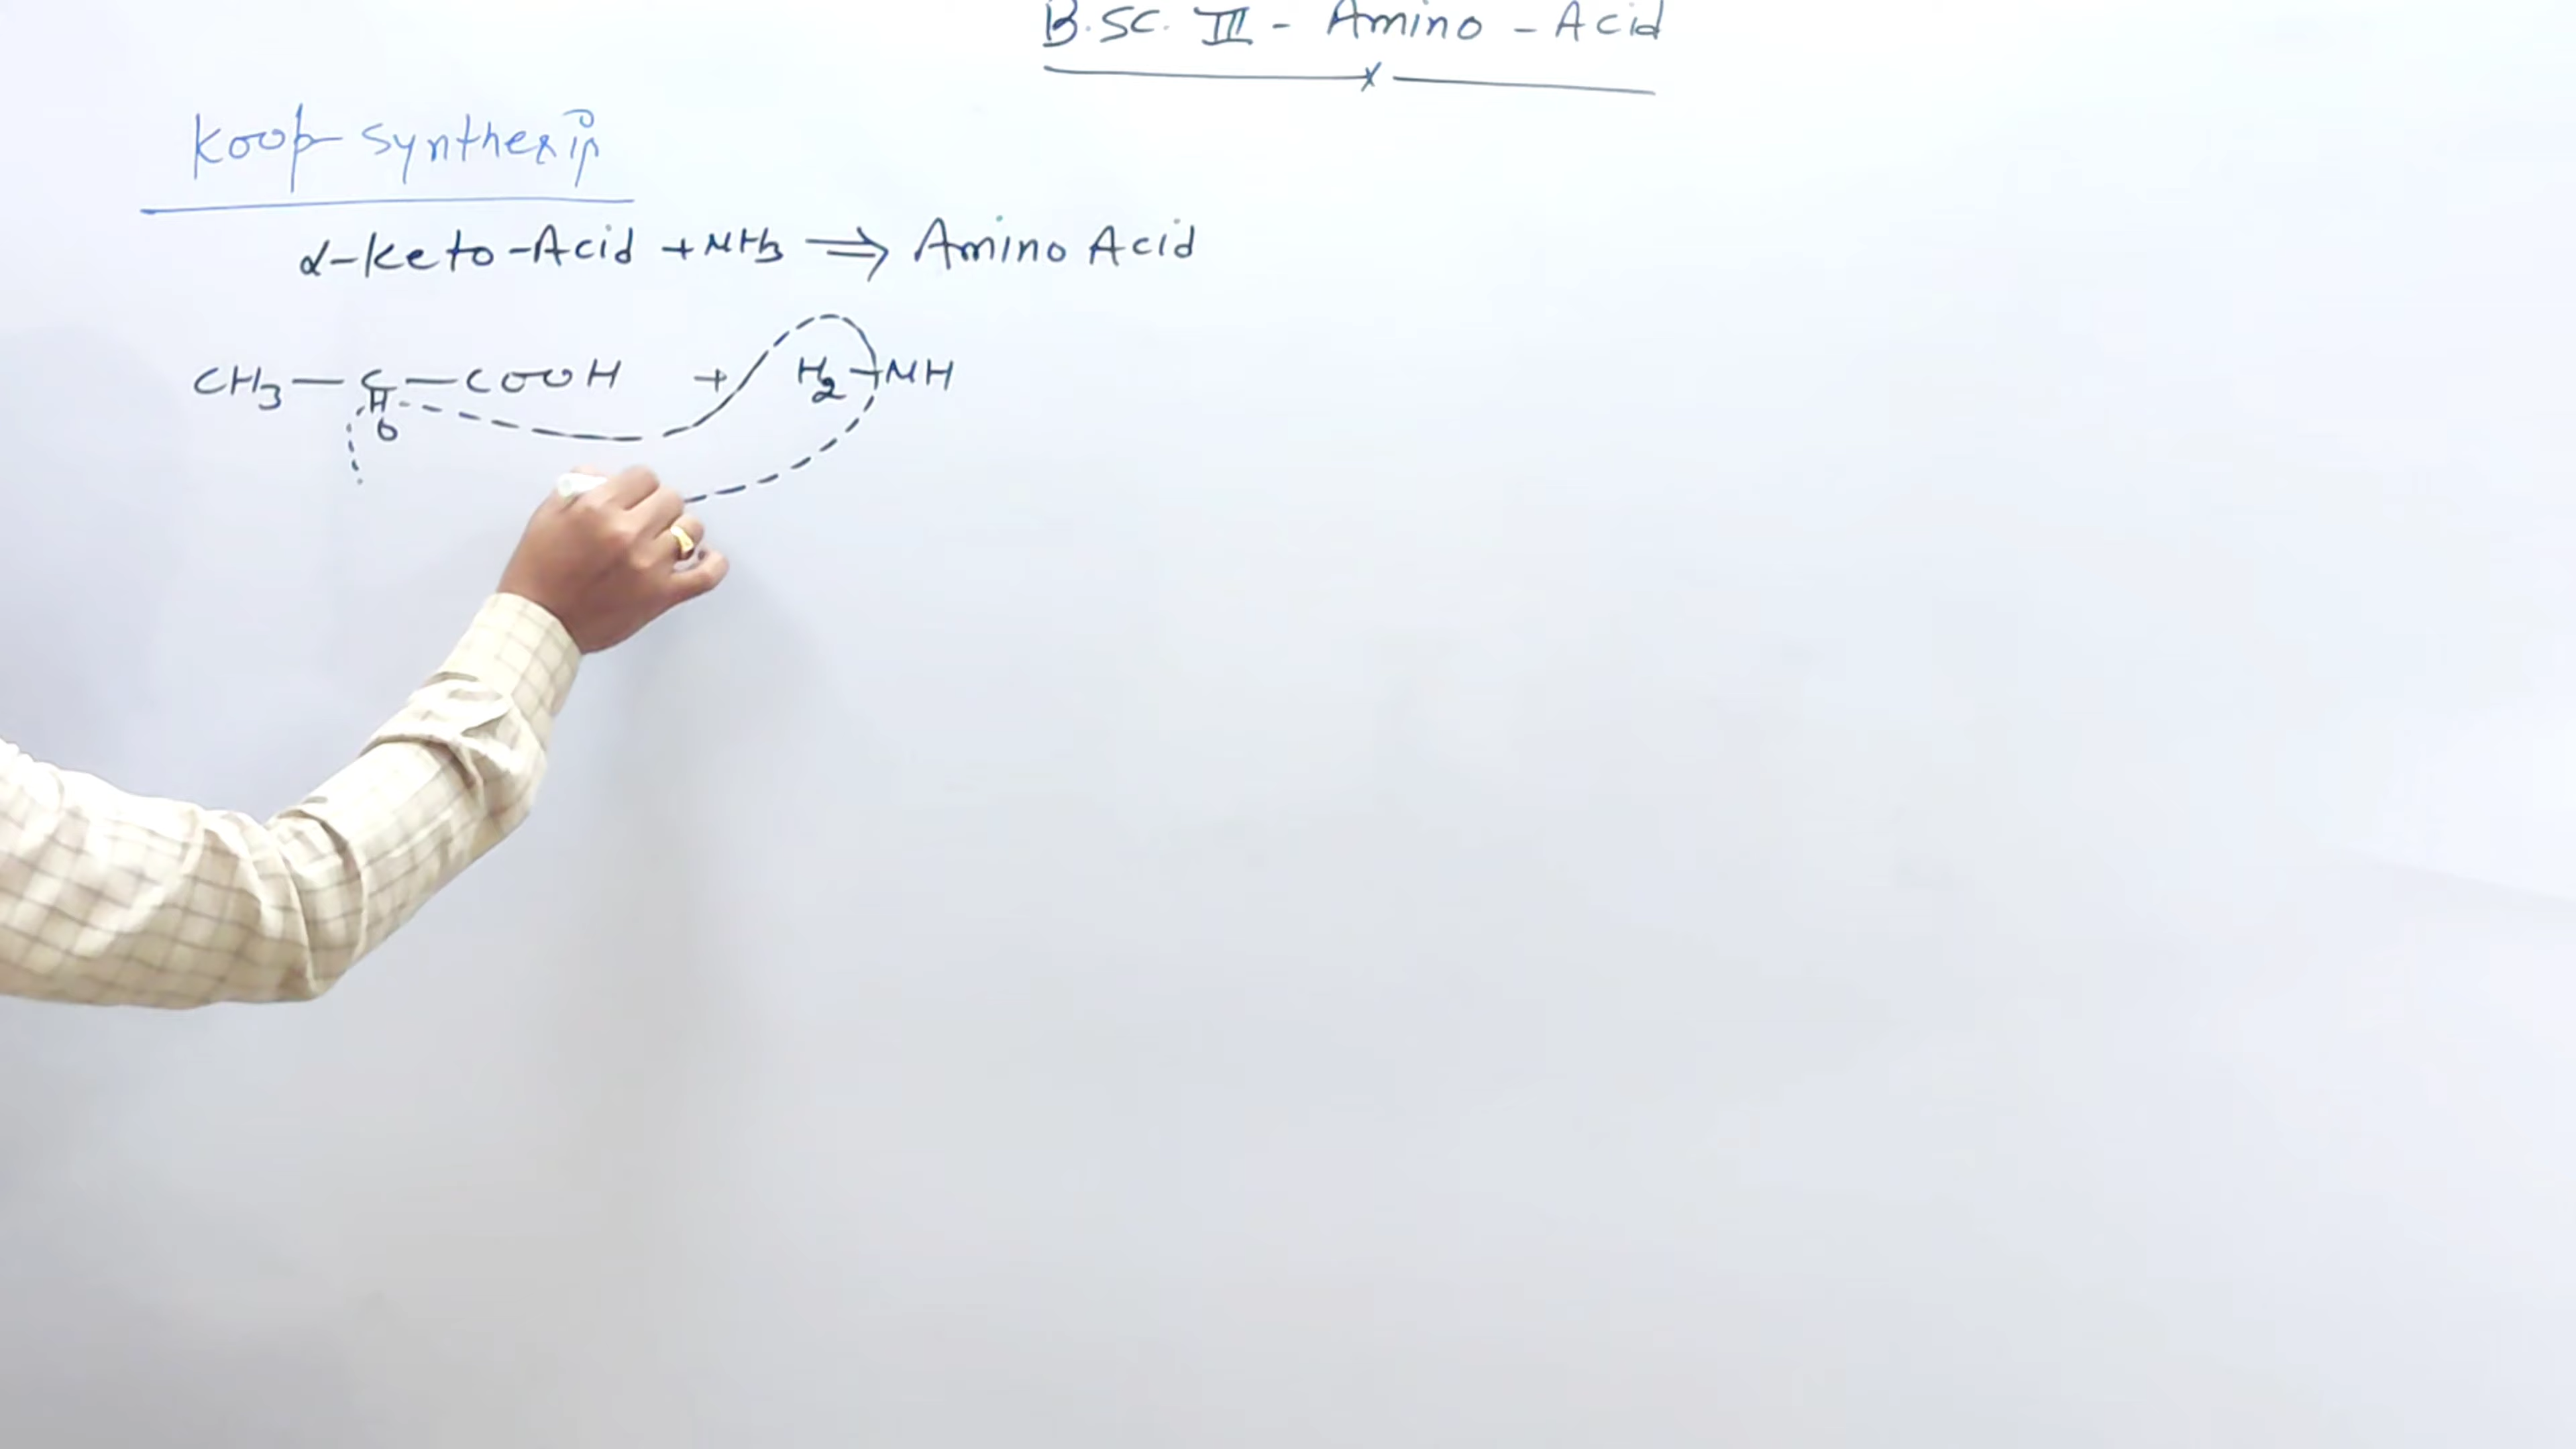 B.SC. III - Amino - Acid
Koop synthesis
α-keto-Acid + NH3 ⇒ Amino Acid
CH3 — C — COOH + H2 — NH
O